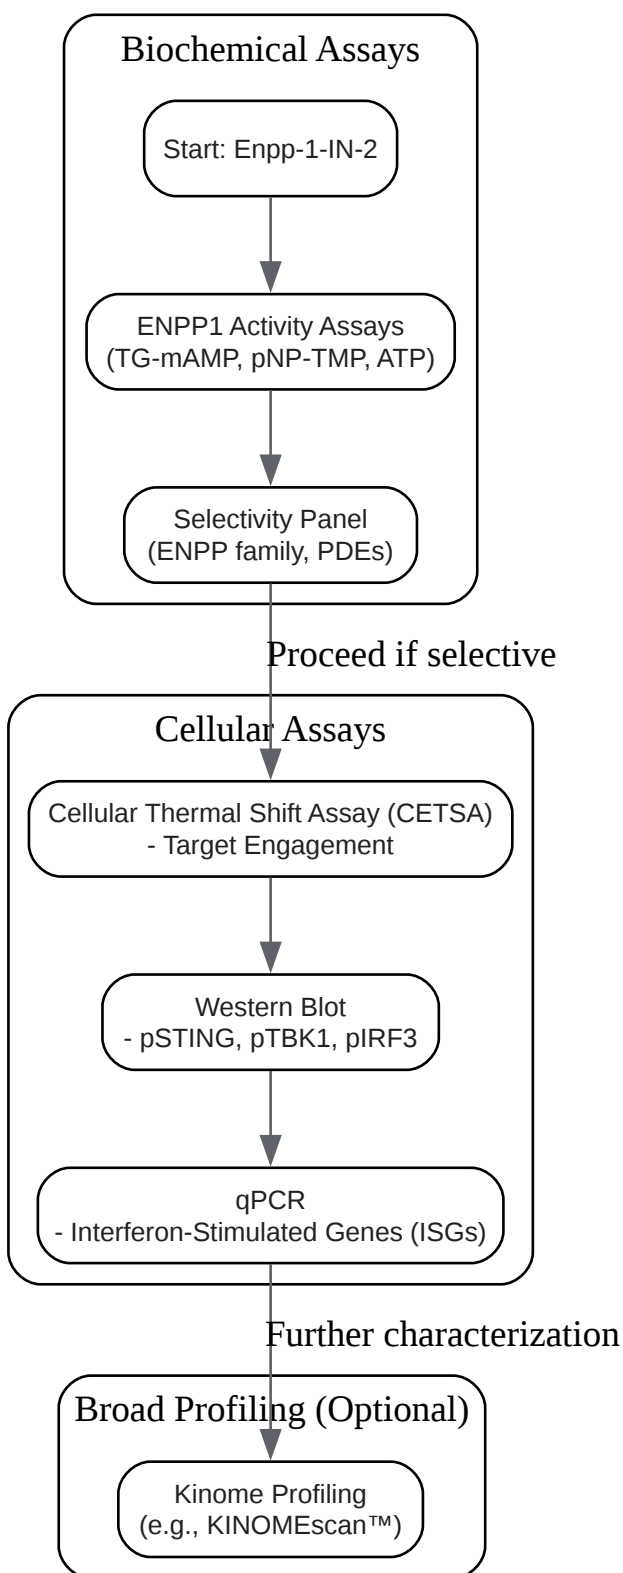 Biochemical Assays
Start: Enpp-1-IN-2
ENPP1 Activity Assays
(TG-mAMP, pNP-TMP, ATP)
Selectivity Panel
(ENPP family, PDEs)
Proceed if selective
Cellular Assays
Cellular Thermal Shift Assay (CETSA)
- Target Engagement
Western Blot
- pSTING, pTBK1, pIRF3
qPCR
- Interferon-Stimulated Genes (ISGs)
Further characterization
Broad Profiling (Optional)
Kinome Profiling
(e.g., KINOMEscan™)